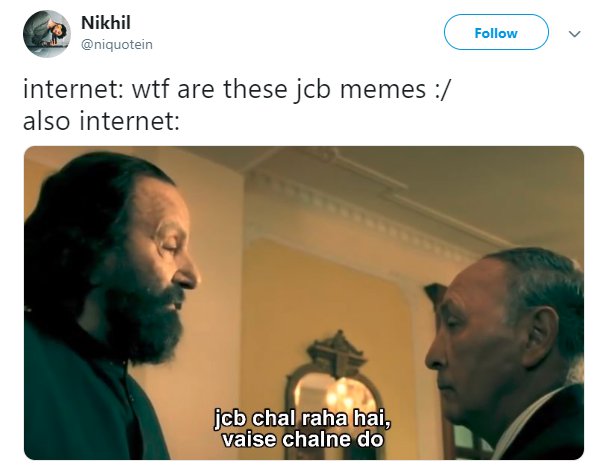 Nikhil
@niquotein
Follow
internet: wtf are these jcb memes :/
also internet:
jcb chal raha hai,
vaise chalne do